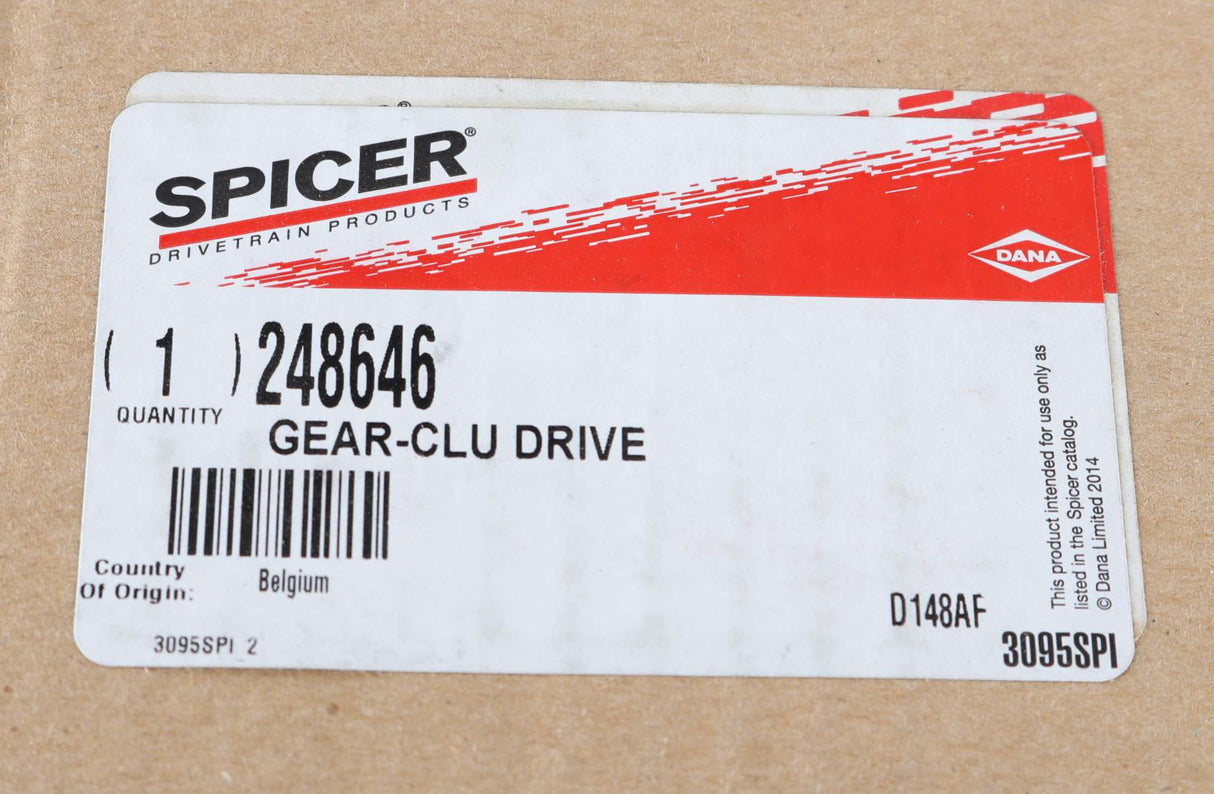 SPICER®
DRIVETRAIN PRODUCTS
DANA
( 1 ) 248646
QUANTITY
GEAR-CLU DRIVE
Country
Of Origin:
Belgium
3095SPI 2
D148AF
3095SPI
This product intended for use only as
listed in the Spicer catalog.
© Dana Limited 2014